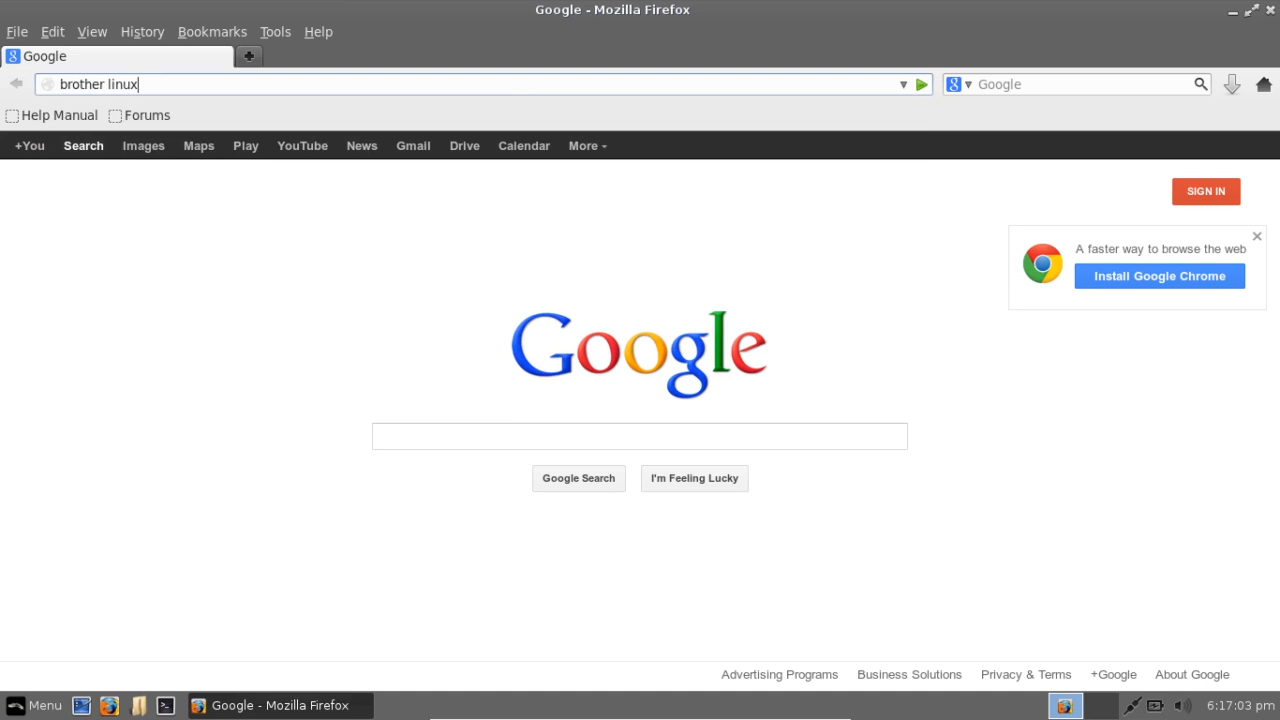 Google - Mozilla Firefox
File Edit View History Bookmarks Tools Help
Google
brother linux Google
Help Manual Forums
+You Search Images Maps Play YouTube News Gmail Drive Calendar More
SIGN IN
A faster way to browse the web
Install Google Chrome
Google
Google Search I'm Feeling Lucky
Advertising Programs Business Solutions Privacy & Terms +Google About Google
Menu Google - Mozilla Firefox 6:17:03 pm